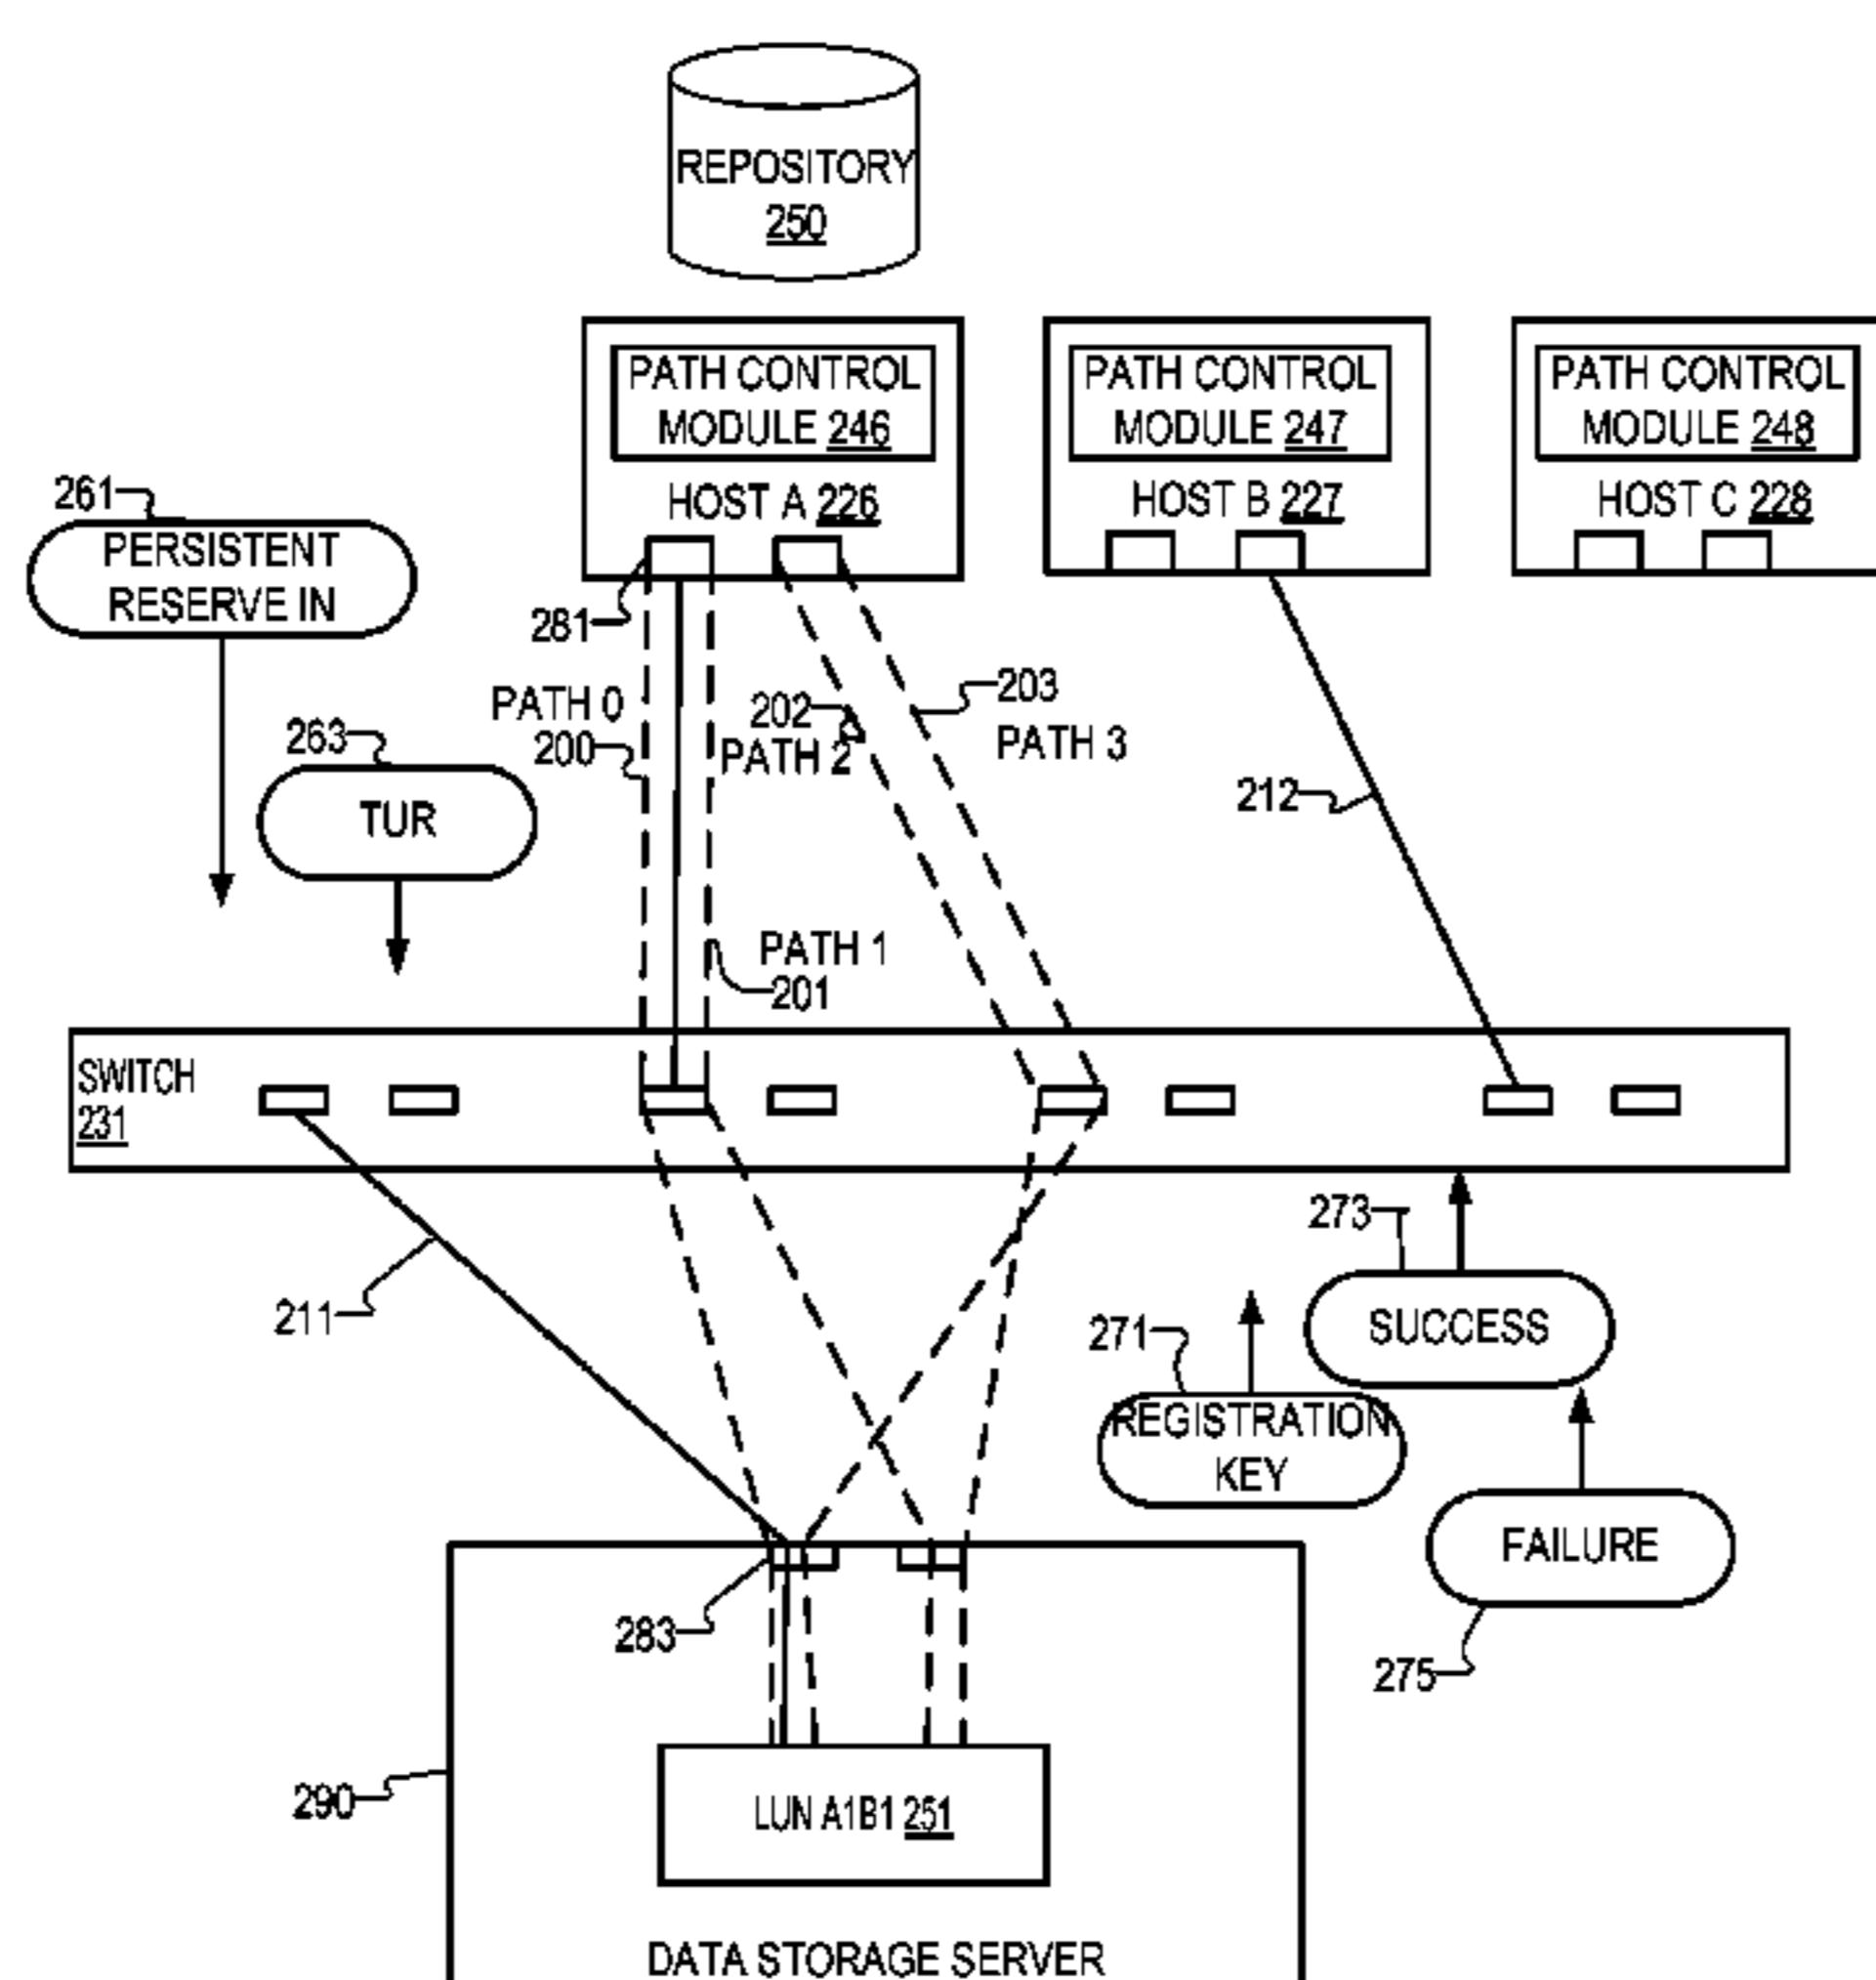 REPOSITORY
250
PATH CONTROL
MODULE 246
HOST A 226
PATH CONTROL
MODULE 247
HOST B 227
PATH CONTROL
MODULE 248
HOST C 228
261
PERSISTENT
RESERVE IN
281
263
TUR
PATH 0
200
202
PATH 2
203
PATH 3
212
PATH 1
201
SWITCH
231
211
273
SUCCESS
271
REGISTRATION
KEY
FAILURE
275
283
290
LUN A1B1 251
DATA STORAGE SERVER